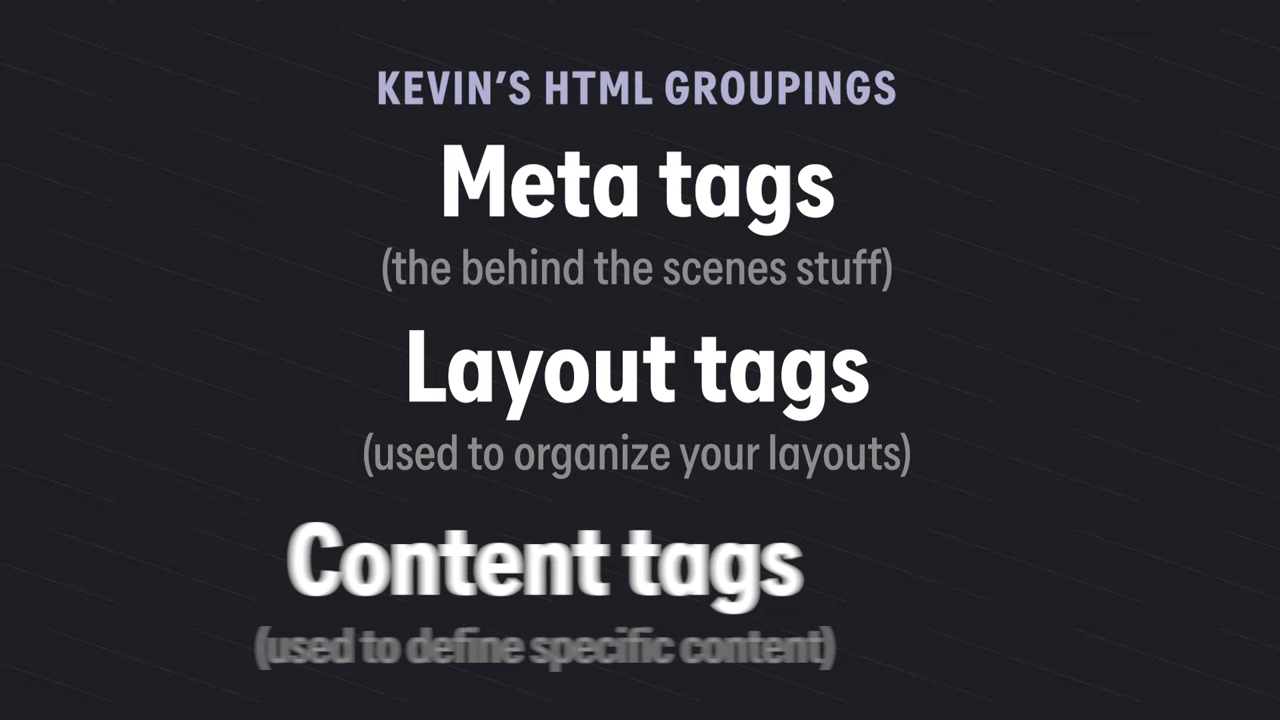 KEVIN’S HTML GROUPINGS
Meta tags
(the behind the scenes stuff)
Layout tags
(used to organize your layouts)
Content tags
(used to define specific content)